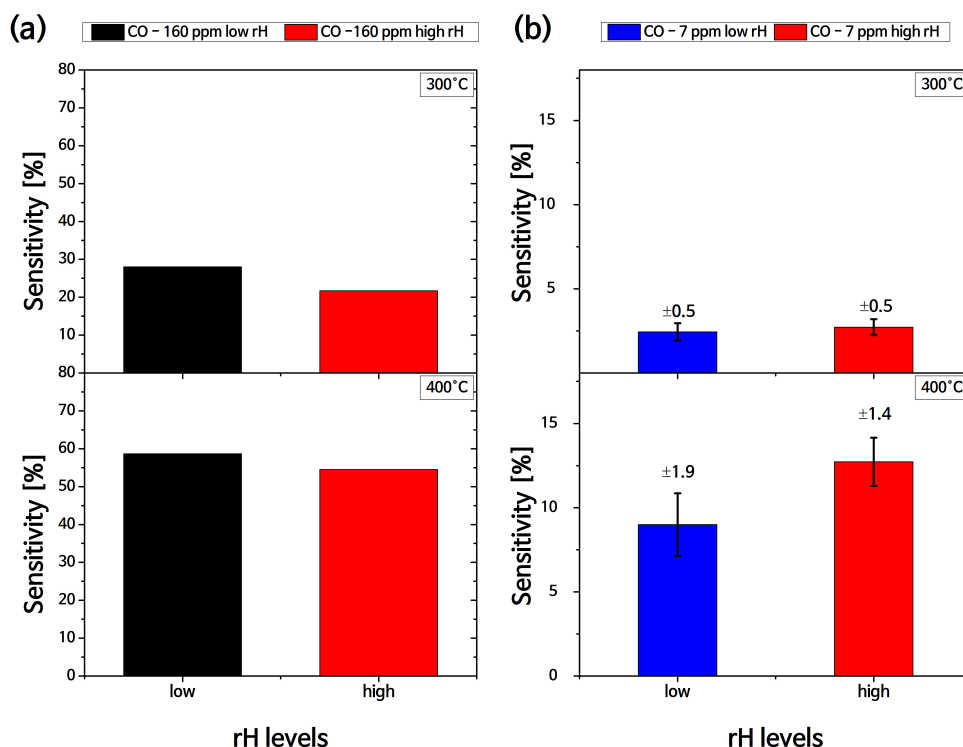 (a)
CO – 160 ppm low rH
CO –160 ppm high rH
80
70
60
50
40
30
20
10
Sensitivity [%]
300°C
80
70
60
50
40
30
20
10
0
Sensitivity [%]
400°C
low
high
rH levels
(b)
CO – 7 ppm low rH
CO – 7 ppm high rH
15
10
5
Sensitivity [%]
300°C
±0.5
±0.5
15
10
5
0
Sensitivity [%]
400°C
±1.9
±1.4
low
high
rH levels